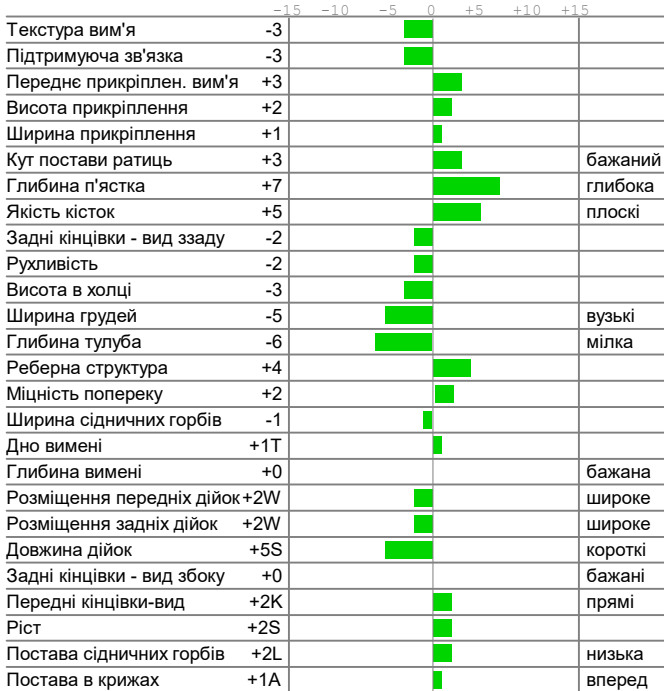 -15 -10 -5 0 +5 +10 +15
Текстура вим'я -3
Підтримуюча зв'язка -3
Переднє прикріплен. вим'я +3
Висота прикріплення +2
Ширина прикріплення +1
Кут постави ратиць +3 бажаний
Глибина п'ястка +7 глибока
Якість кісток +5 плоскі
Задні кінцівки - вид ззаду -2
Рухливість -2
Висота в холці -3
Ширина грудей -5 вузькі
Глибина тулуба -6 мілка
Реберна структура +4
Міцність попереку +2
Ширина сідничних горбів -1
Дно вимені +1T
Глибина вимені +0 бажана
Розміщення передніх дійок +2W широке
Розміщення задніх дійок +2W широке
Довжина дійок +5S короткі
Задні кінцівки - вид збоку +0 бажані
Передні кінцівки-вид +2K прямі
Ріст +2S
Постава сідничних горбів +2L низька
Постава в крижах +1A вперед